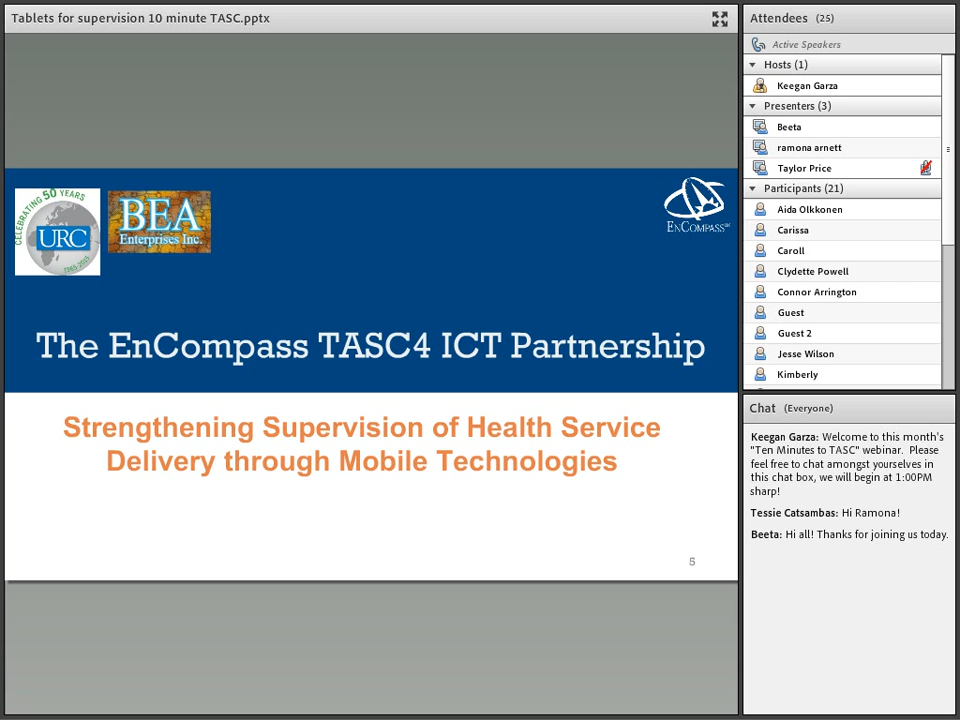 Tablets for supervision 10 minute TASC.pptx
CELEBRATING 50 YEARS
URC
1965-2015
BEA
Enterprises Inc.
ENCOMPASS
The EnCompass TASC4 ICT Partnership
Strengthening Supervision of Health Service
Delivery through Mobile Technologies
5
Attendees (25)
Active Speakers
Hosts (1)
Keegan Garza
Presenters (3)
Beeta
ramona arnett
Taylor Price
Participants (21)
Aida Olkkonen
Carissa
Caroll
Clydette Powell
Connor Arrington
Guest
Guest 2
Jesse Wilson
Kimberly
Chat (Everyone)
Keegan Garza: Welcome to this month's
"Ten Minutes to TASC" webinar. Please
feel free to chat amongst yourselves in
this chat box, we will begin at 1:00PM
sharp!
Tessie Catsambas: Hi Ramona!
Beeta: Hi all! Thanks for joining us today.